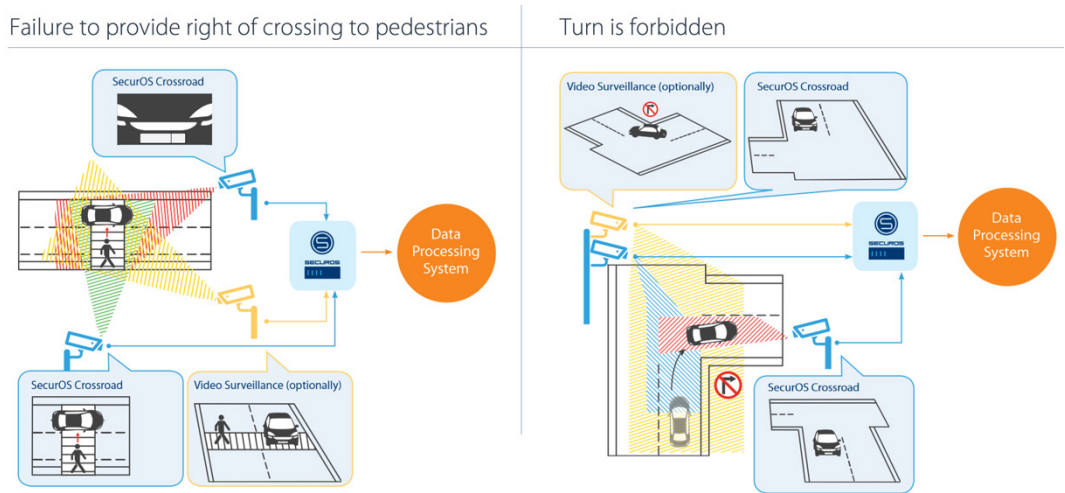 Failure to provide right of crossing to pedestrians
SecurOS Crossroad
SECUROS
Data
Processing
System
SecurOS Crossroad
Video Surveillance (optionally)
Turn is forbidden
Video Surveillance (optionally)
SecurOS Crossroad
SECUROS
Data
Processing
System
SecurOS Crossroad